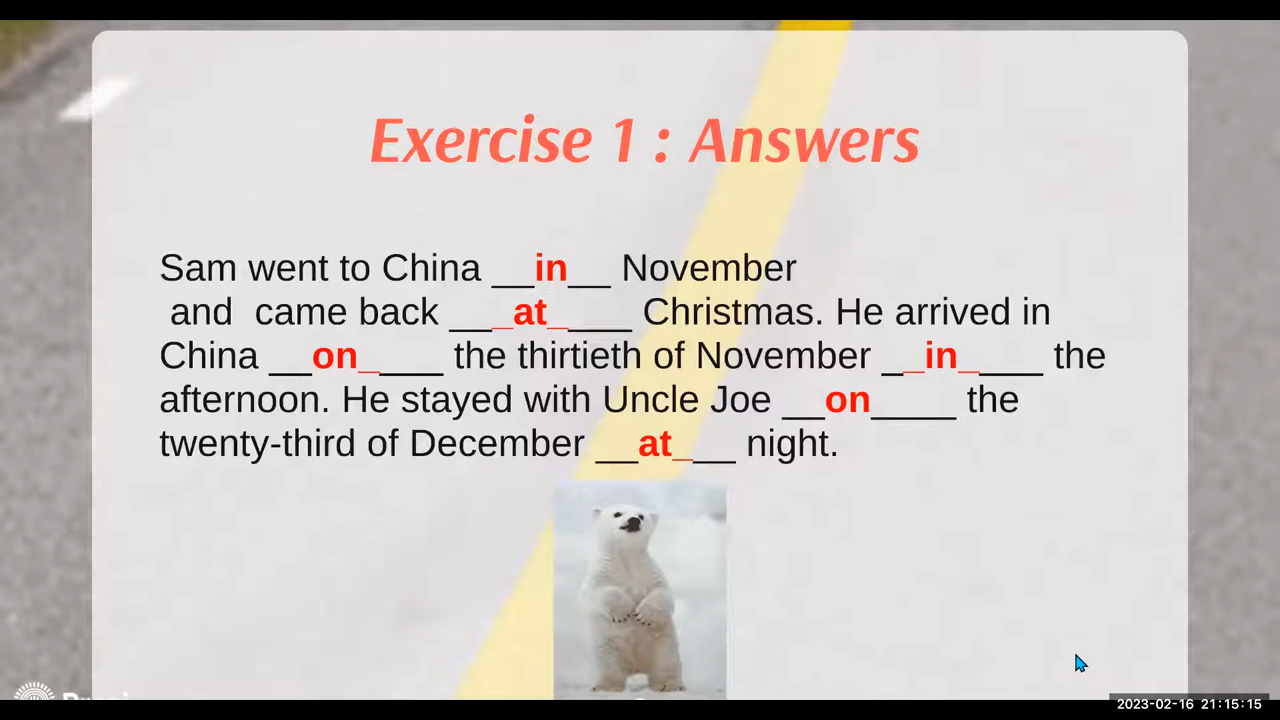 Exercise 1 : Answers
Sam went to China __in__ November
and came back ___at____ Christmas. He arrived in
China __on____ the thirtieth of November __in____ the
afternoon. He stayed with Uncle Joe __on____ the
twenty-third of December __at___ night.
2023-02-16 21:15:15